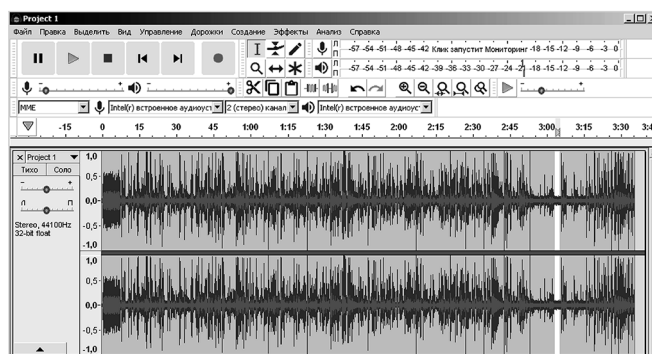 Project 1
Файл Правка Выделить Вид Управление Дорожки Создание Эффекты Анализ Справка
Л П -57 -54 -51 -48 -45 -42 Клик запустит Мониторинг -18 -15 -12 -9 -6 -3 0
Л П -57 -54 -51 -48 -45 -42 -39 -36 -33 -30 -27 -24 -21 -18 -15 -12 -9 -6 -3 0
- + - + - +
MME Intel(r) встроенное аудиоуст 2 (стерео) канал Intel(r) встроенное аудиоус
-15 0 15 30 45 1:00 1:15 1:30 1:45 2:00 2:15 2:30 2:45 3:00 3:15 3:30 3:4
× Project 1 1,0
Тихо Соло 0,5-
- + 0,0-
Л П -0,5-
Stereo, 44100Hz
32-bit float -1,0
1,0
0,5-
0,0-
0,5-
-1,0